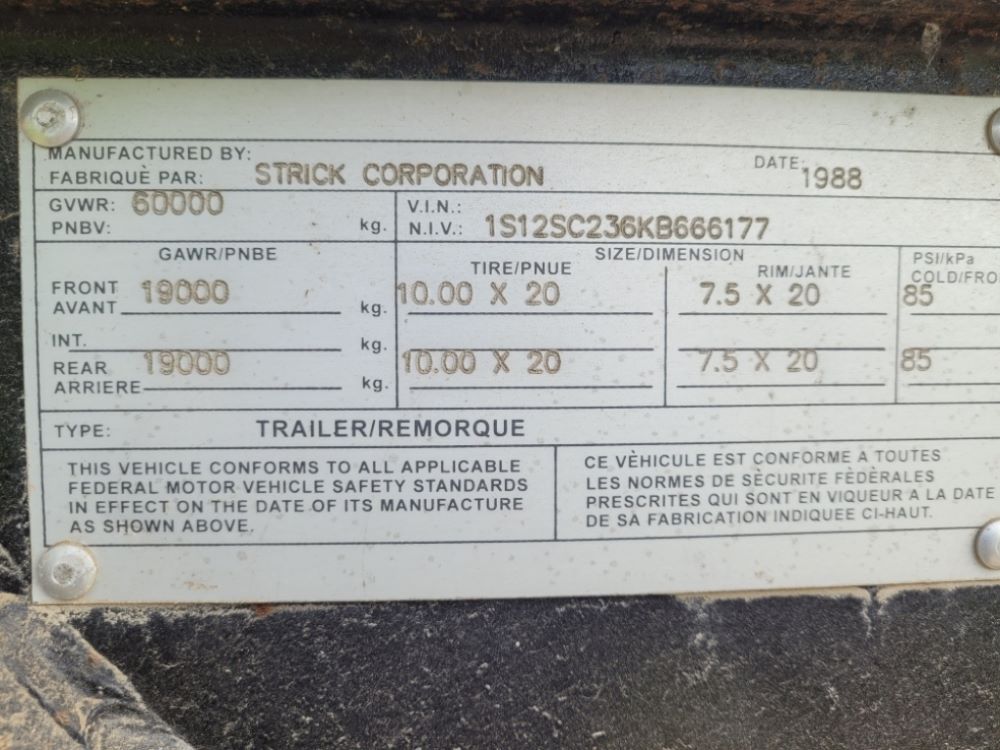 MANUFACTURED BY:
FABRIQUÈ PAR: STRICK CORPORATION DATE: 1988
GVWR: 60000 V.I.N.:
PNBV: kg. N.I.V.: 1S12SC236KB666177
GAWR/PNBE SIZE/DIMENSION PSI/kPa
TIRE/PNUE RIM/JANTE COLD/FRO
FRONT 19000 10.00 X 20 7.5 X 20 85
AVANT kg.
INT. kg.
REAR 19000 10.00 X 20 7.5 X 20 85
ARRIERE kg.
TYPE: TRAILER/REMORQUE
THIS VEHICLE CONFORMS TO ALL APPLICABLE
FEDERAL MOTOR VEHICLE SAFETY STANDARDS
IN EFFECT ON THE DATE OF ITS MANUFACTURE
AS SHOWN ABOVE.
CE VÈHICULE EST CONFORME À TOUTES
LES NORMES DE SÈCURITE FÈDÈRALES
PRESCRITES QUI SONT EN VIQUEUR A LA DATE
DE SA FABRICATION INDIQUEE CI-HAUT.